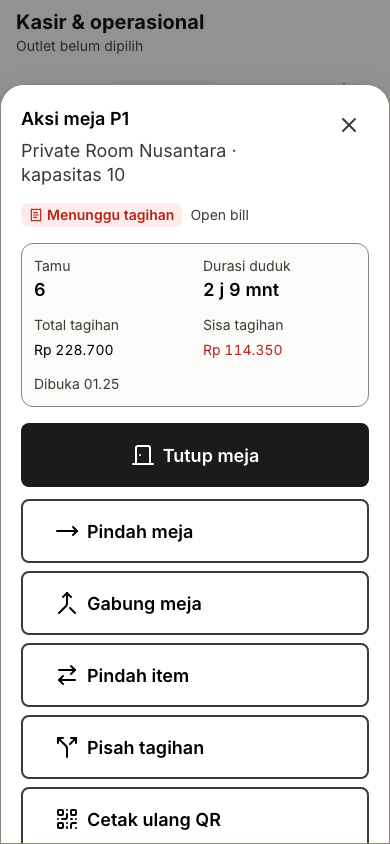 Kasir & operasional
Outlet belum dipilih
Aksi meja P1
Private Room Nusantara ·
kapasitas 10
Menunggu tagihan Open bill
Tamu Durasi duduk
6 2 j 9 mnt
Total tagihan Sisa tagihan
Rp 228.700 Rp 114.350
Dibuka 01.25
Tutup meja
Pindah meja
Gabung meja
Pindah item
Pisah tagihan
Cetak ulang QR